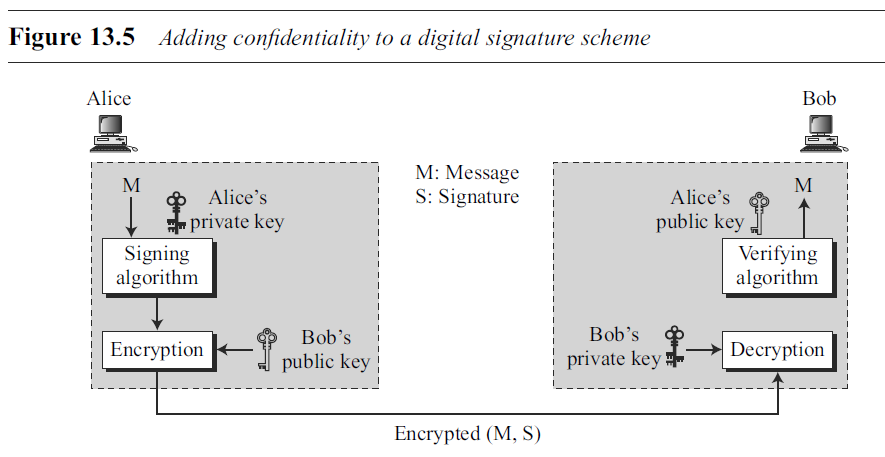 Figure 13.5 Adding confidentiality to a digital signature scheme
Alice
Bob
M
Alice's
private key
Signing
algorithm
Encryption
Bob's
public key
M: Message
S: Signature
Alice's
public key
M
Verifying
algorithm
Bob's
private key
Decryption
Encrypted (M, S)